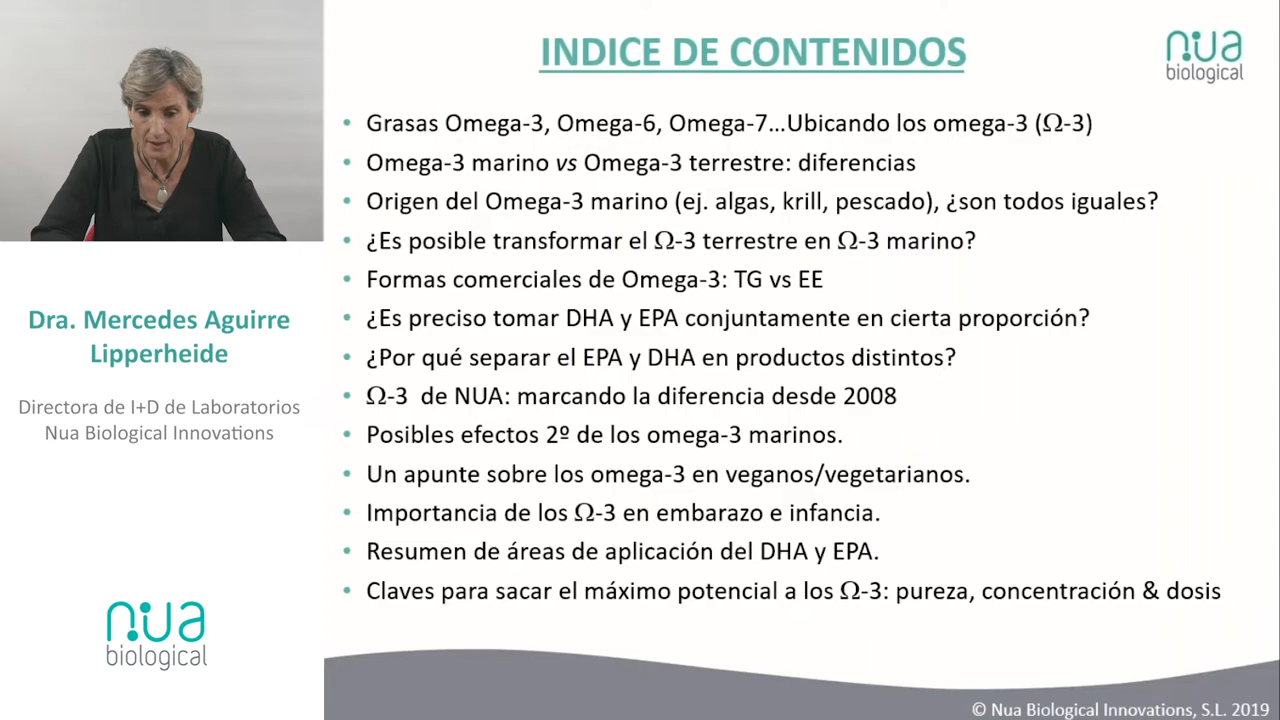 INDICE DE CONTENIDOS
nua
biological
• Grasas Omega-3, Omega-6, Omega-7...Ubicando los omega-3 (Ω-3)
• Omega-3 marino vs Omega-3 terrestre: diferencias
• Origen del Omega-3 marino (ej. algas, krill, pescado), ¿son todos iguales?
• ¿Es posible transformar el Ω-3 terrestre en Ω-3 marino?
• Formas comerciales de Omega-3: TG vs EE
• ¿Es preciso tomar DHA y EPA conjuntamente en cierta proporción?
• ¿Por qué separar el EPA y DHA en productos distintos?
• Ω-3 de NUA: marcando la diferencia desde 2008
• Posibles efectos 2º de los omega-3 marinos.
• Un apunte sobre los omega-3 en veganos/vegetarianos.
• Importancia de los Ω-3 en embarazo e infancia.
• Resumen de áreas de aplicación del DHA y EPA.
• Claves para sacar el máximo potencial a los Ω-3: pureza, concentración & dosis
Dra. Mercedes Aguirre
Lipperheide
Directora de I+D de Laboratorios
Nua Biological Innovations
nua
biological
© Nua Biological Innovations, S.L. 2019